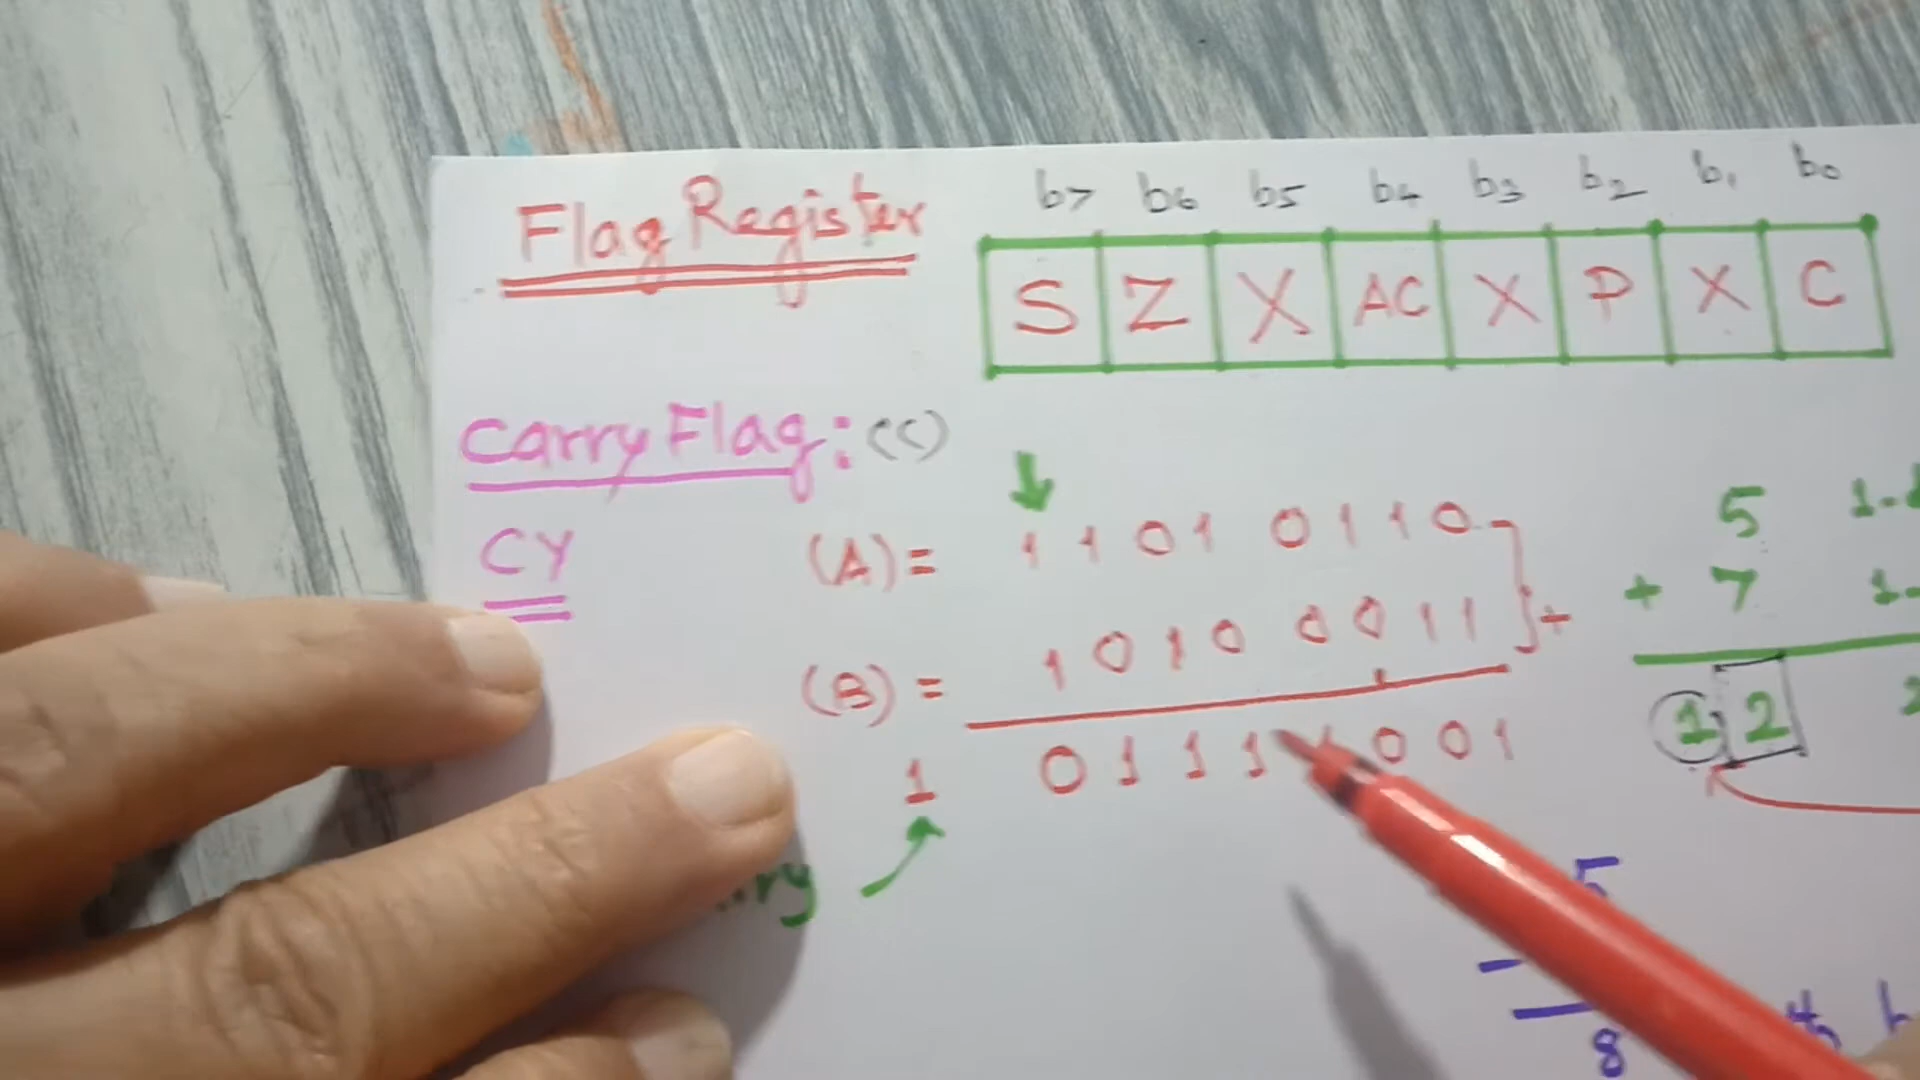 Flag Register
b7 b6 b5 b4 b3 b2 b1 b0
S Z X AC X P X C
Carry Flag: (C)
CY
(A)= 1 1 0 1 0 1 1 0
(B) = 1 0 1 0 0 0 1 1 +
1 0 1 1 1 1 0 0 1
5
+ 7
1 2
5
-
8